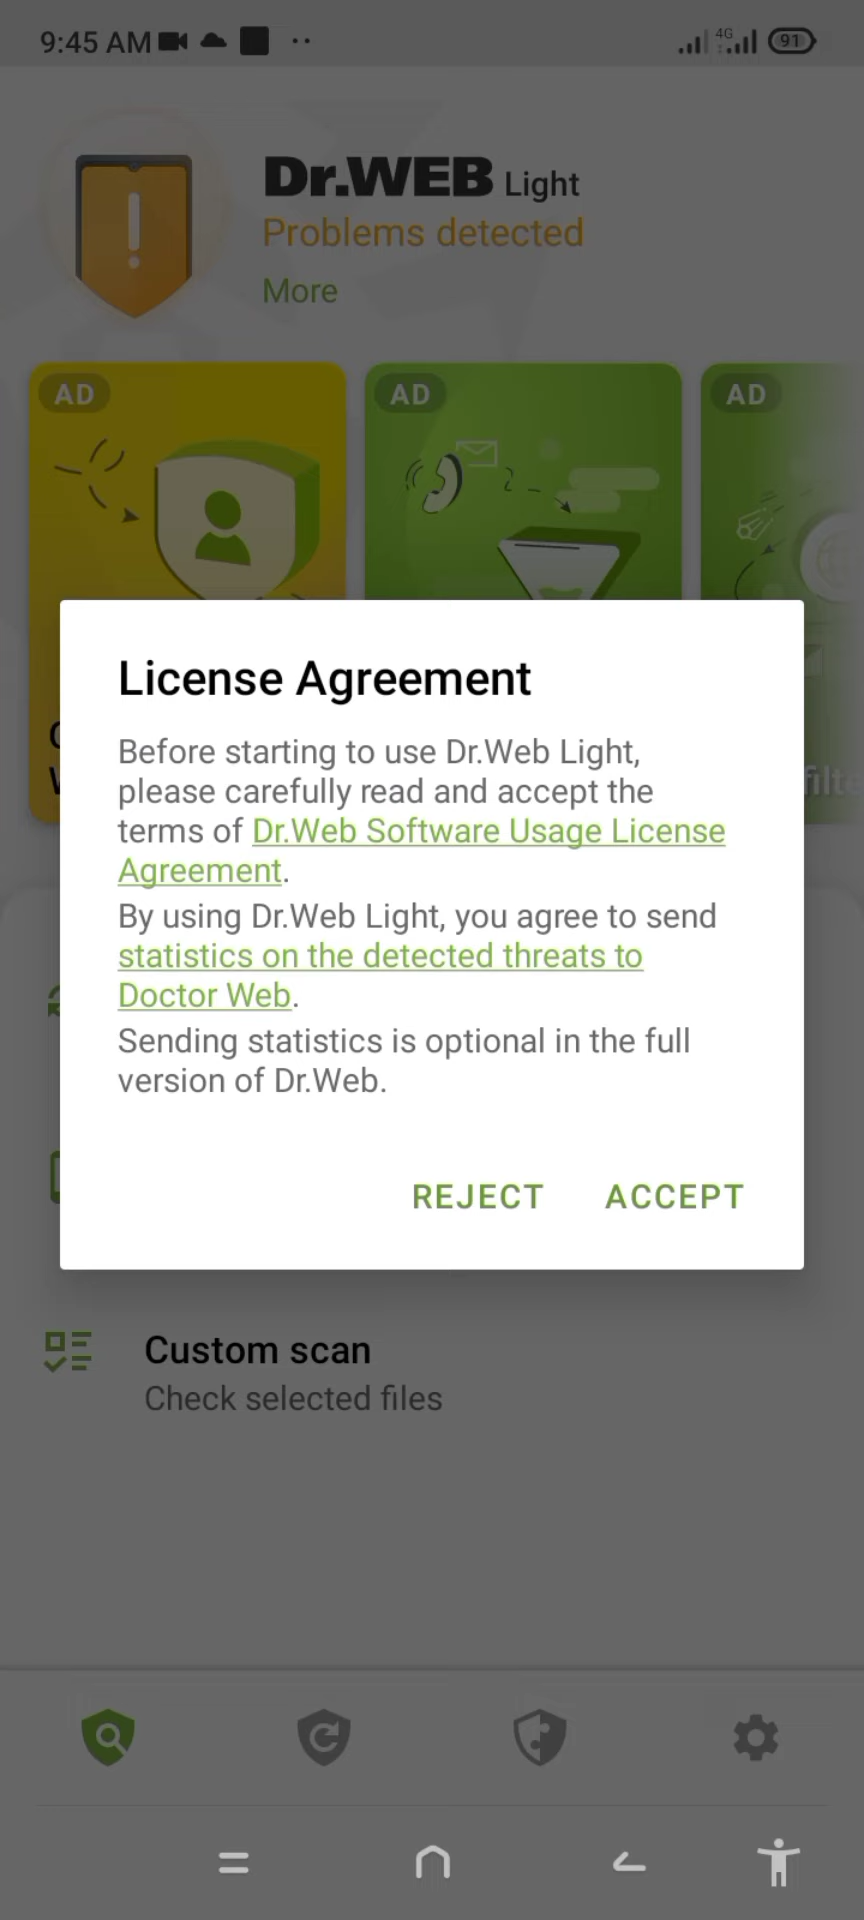 9:45 AM
4G
91
Dr.WEB Light
Problems detected
More
AD
AD
AD
License Agreement
Before starting to use Dr.Web Light,
please carefully read and accept the
terms of Dr.Web Software Usage License
Agreement.
By using Dr.Web Light, you agree to send
statistics on the detected threats to
Doctor Web.
Sending statistics is optional in the full
version of Dr.Web.
REJECT ACCEPT
Custom scan
Check selected files